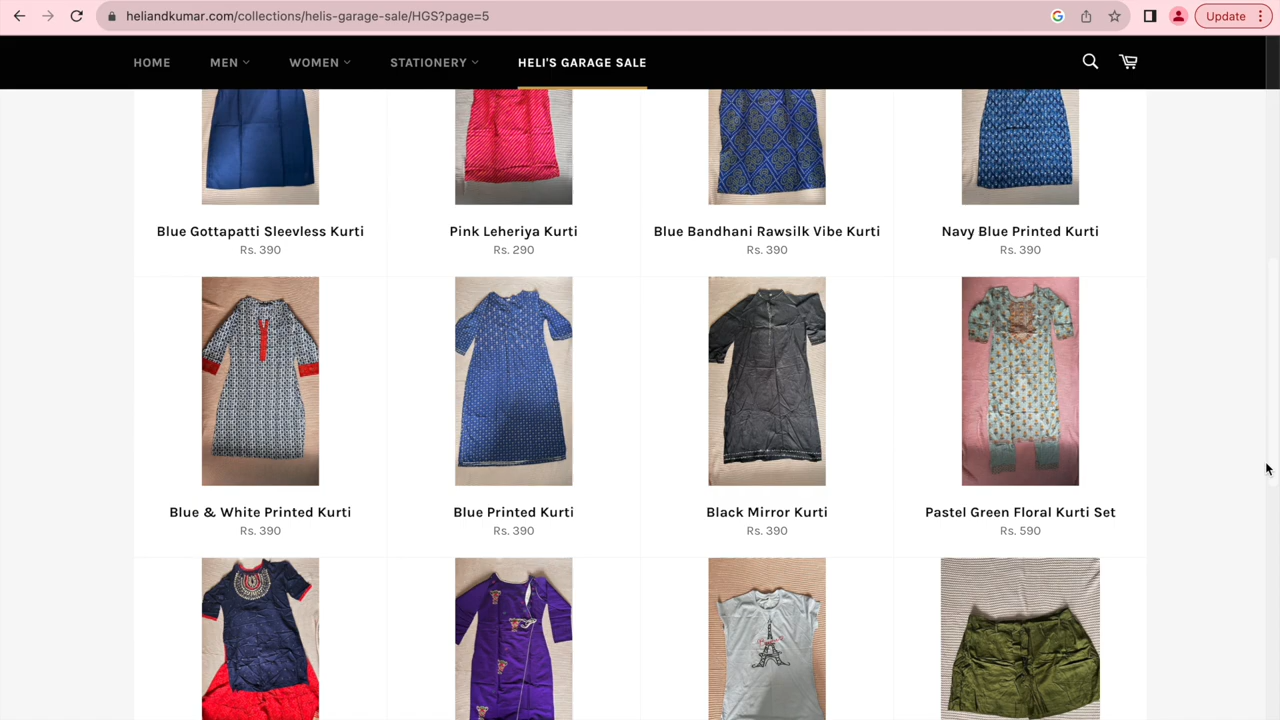 heliandkumar.com/collections/helis-garage-sale/HGS?page=5
Update
HOME
MEN
WOMEN
STATIONERY
HELI'S GARAGE SALE
Blue Gottapatti Sleevless Kurti
Rs. 390
Pink Leheriya Kurti
Rs. 290
Blue Bandhani Rawsilk Vibe Kurti
Rs. 390
Navy Blue Printed Kurti
Rs. 390
Blue & White Printed Kurti
Rs. 390
Blue Printed Kurti
Rs. 390
Black Mirror Kurti
Rs. 390
Pastel Green Floral Kurti Set
Rs. 590